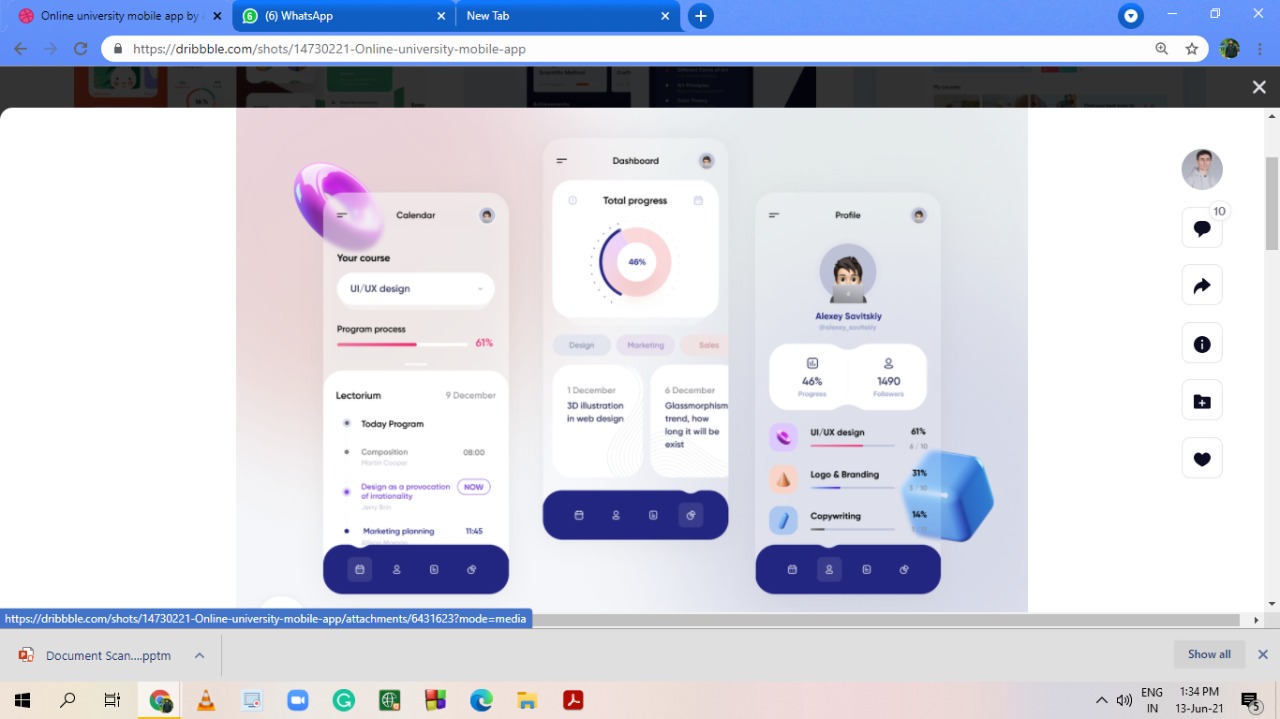 Online university mobile app by
(6) WhatsApp
New Tab
https://dribbble.com/shots/14730221-Online-university-mobile-app
Scientific Method
Calendar
Your course
UI/UX design
Program process
61%
Lectorium
9 December
Today Program
Composition
08:00
Martin Cooper
Design as a provocation
of irrationality
NOW
Jerry Brin
Marketing planning
11:45
Dashboard
Total progress
46%
Design
Marketing
Sales
1 December
3D illustration
in web design
6 December
Glassmorphism
trend, how
long it will be
exist
Profile
Alexey Savitskiy
@alexey_savitskiy
46%
Progress
1490
Followers
UI/UX design
61%
6 / 10
Logo & Branding
31%
3 / 10
Copywriting
14%
10
https://dribbble.com/shots/14730221-Online-university-mobile-app/attachments/6431623?mode=media
Document Scan....pptm
Show all
ENG
IN
1:34 PM
13-Jun-21
5